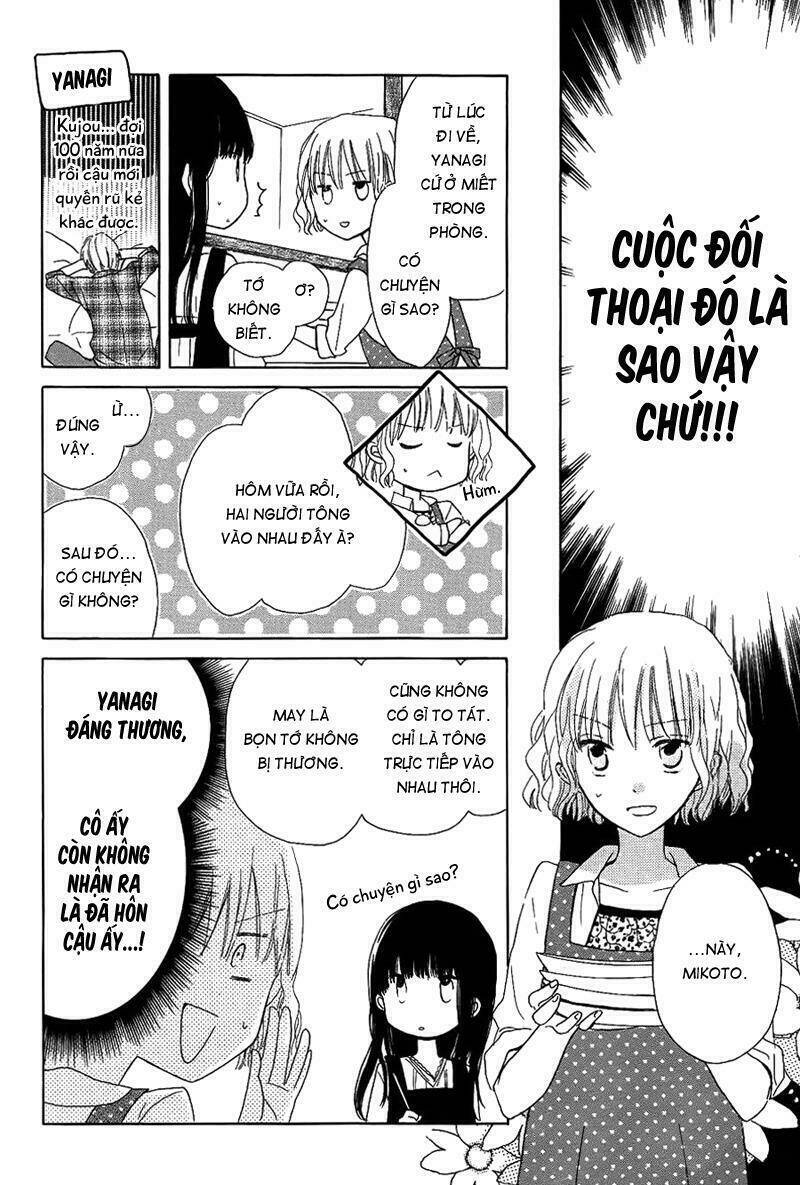 CUỘC ĐỐI
THOẠI ĐÓ LÀ
SAO VẬY
CHỨ!!!
...NÀY,
MIKOTO.
TỪ LÚC
ĐI VỀ,
YANAGI
CỨ Ở MIẾT
TRONG
PHÒNG.
CÓ
CHUYỆN
GÌ SAO?
Ơ?
TỚ
KHÔNG
BIẾT.
YANAGI
Kujou... đợi
100 năm nữa
rồi cậu mới
quyến rũ kẻ
khác được.
Hừm.
HÔM VỪA RỒI,
HAI NGƯỜI TÔNG
VÀO NHAU ĐẤY À?
Ừ...
ĐÚNG
VẬY.
SAU ĐÓ...
CÓ CHUYỆN
GÌ KHÔNG?
CŨNG KHÔNG
CÓ GÌ TO TÁT.
CHỈ LÀ TÔNG
TRỰC TIẾP VÀO
NHAU THÔI.
MAY LÀ
BỌN TỚ KHÔNG
BỊ THƯƠNG.
Có chuyện gì sao?
YANAGI
ĐÁNG THƯƠNG,
CÔ ẤY
CÒN KHÔNG
NHẬN RA
LÀ ĐÃ HÔN
CẬU ẤY...!